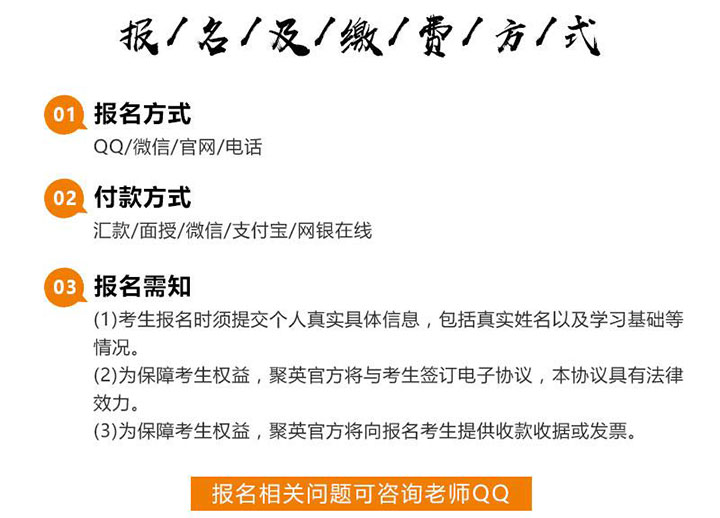 报/名/及/缴/费/方/式
01 报名方式
QQ/微信/官网/电话
02 付款方式
汇款/面授/微信/支付宝/网银在线
03 报名需知
(1)考生报名时须提交个人真实具体信息，包括真实姓名以及学习基础等
情况。
(2)为保障考生权益，聚英官方将与考生签订电子协议，本协议具有法律
效力。
(3)为保障考生权益，聚英官方将向报名考生提供收款收据或发票。
报名相关问题可咨询老师QQ